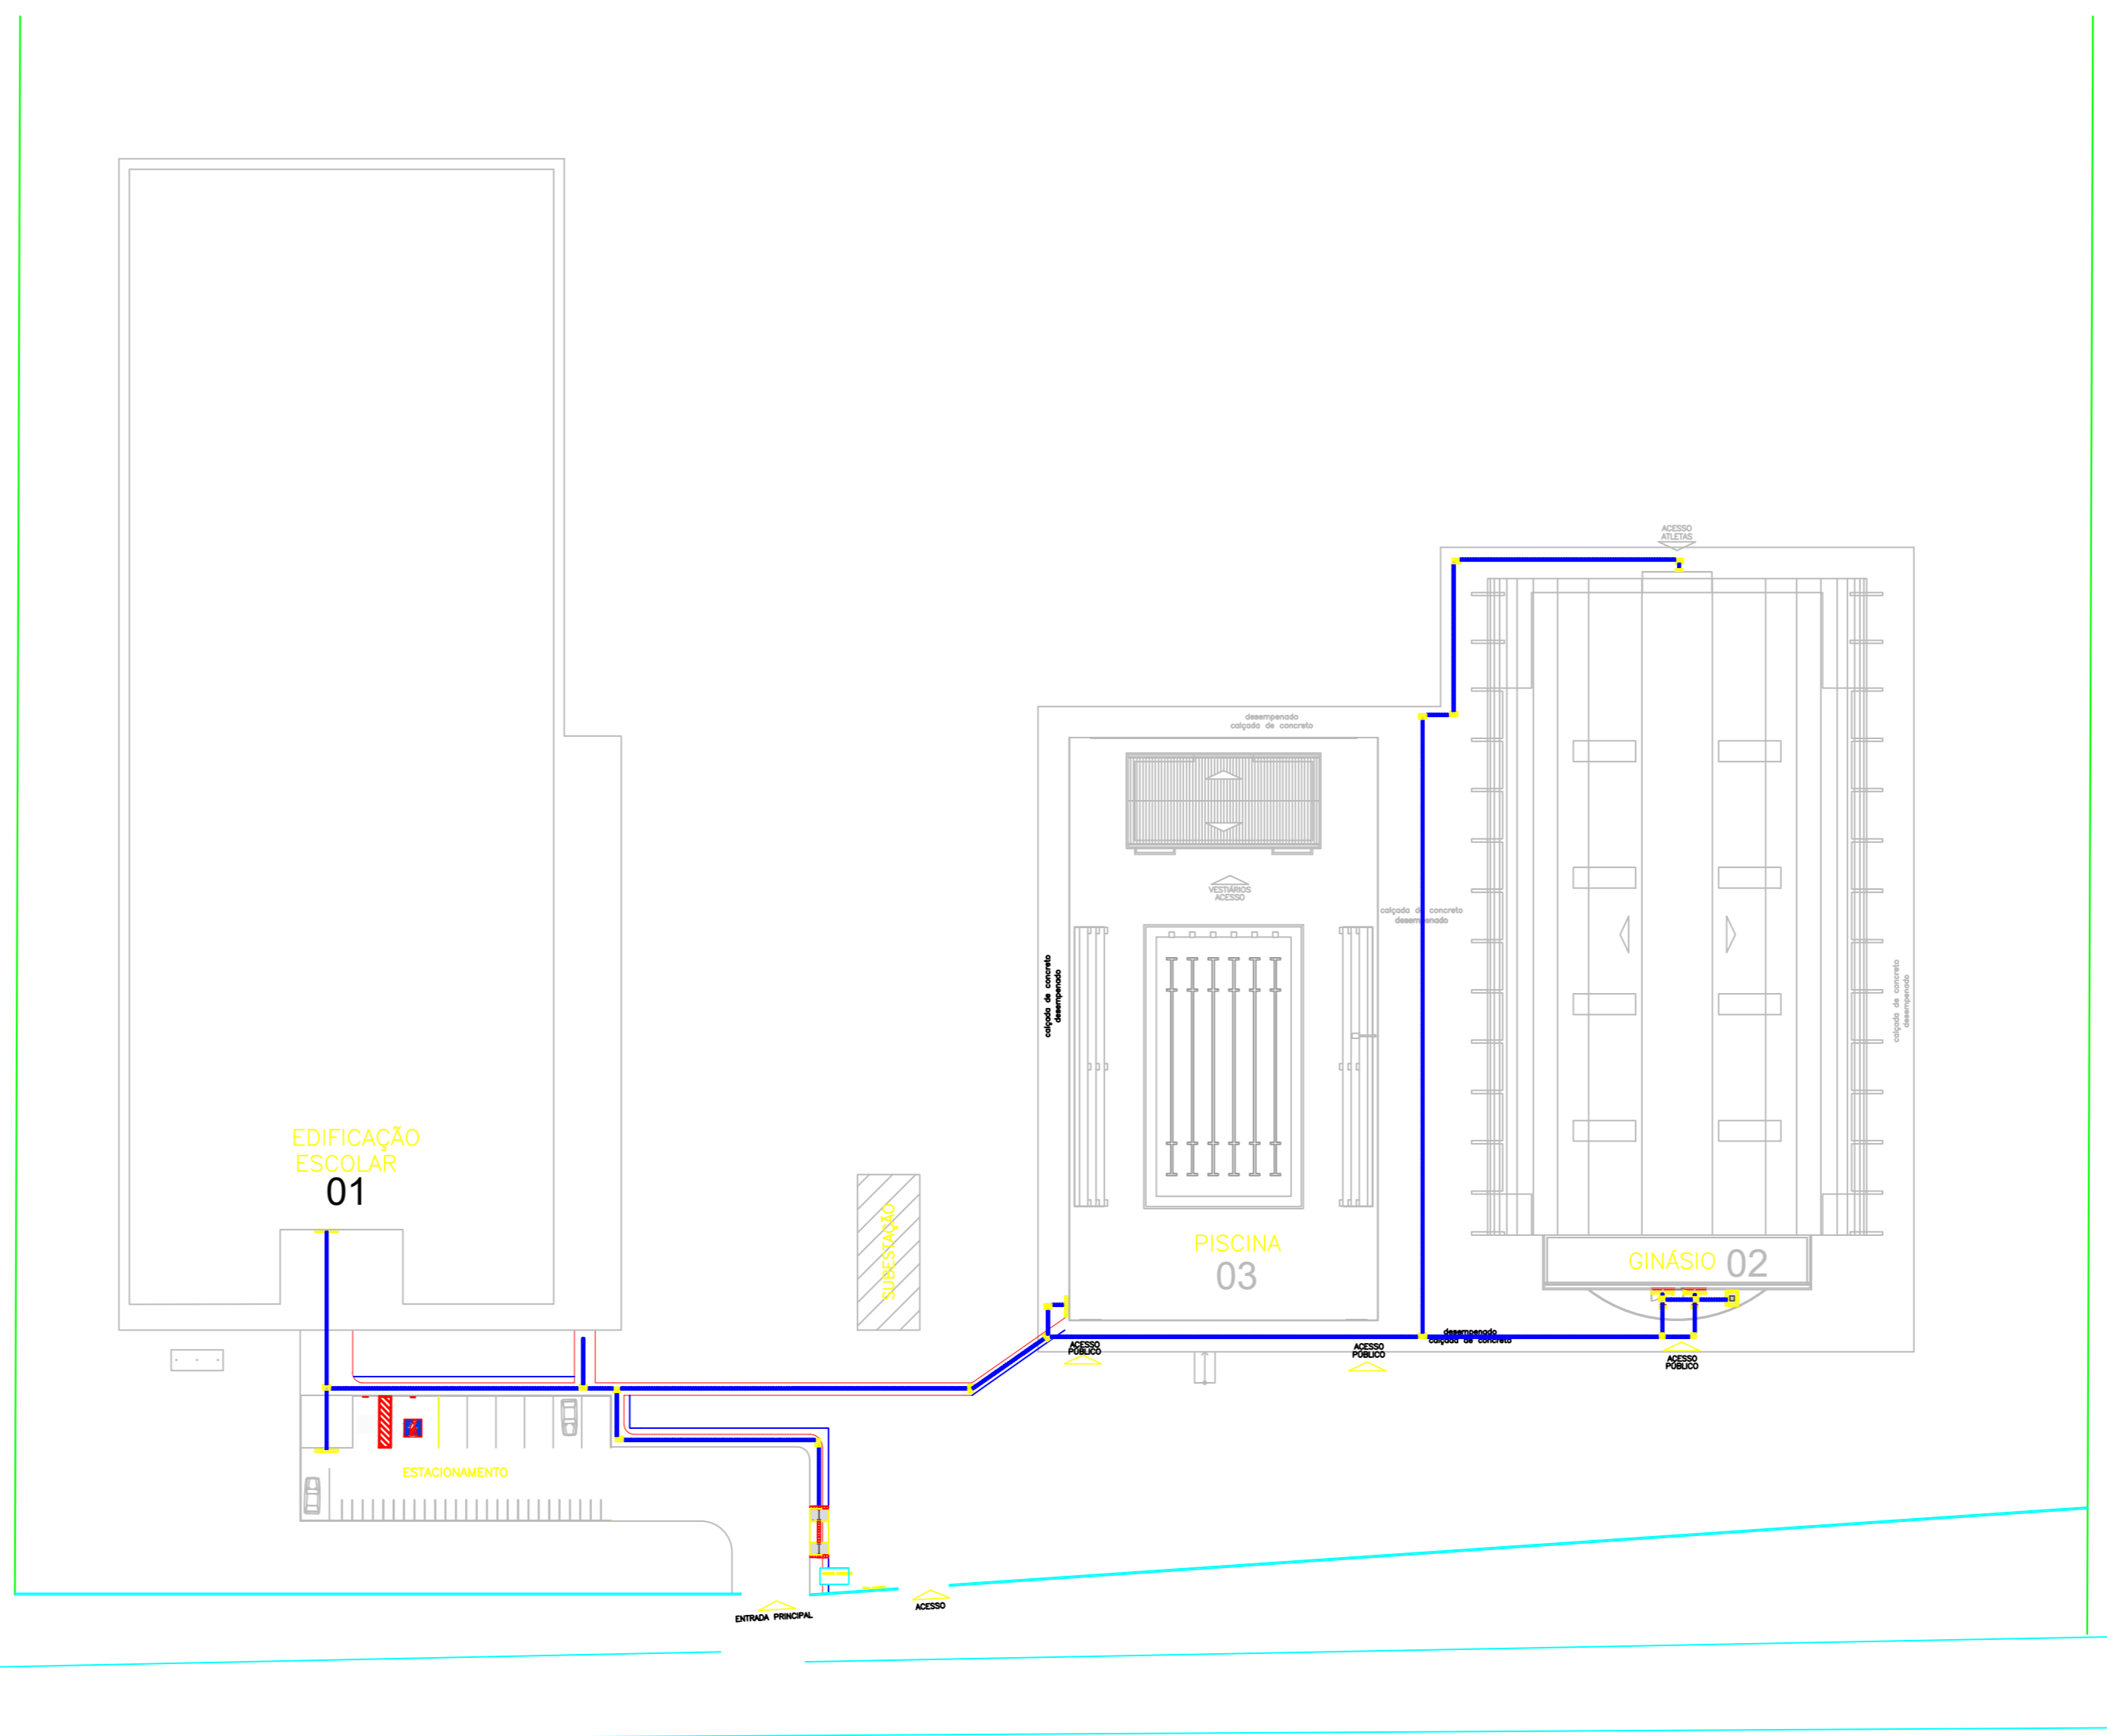 ACESSO
ATLETAS
desempenado
calçada de concreto
VESTIÁRIOS
ACESSO
calçada de concreto
desempenado
calçada de concreto
desempenado
calçada de concreto
desempenado
EDIFICAÇÃO
ESCOLAR
01
SUBESTAÇÃO
PISCINA
03
GINÁSIO 02
desempenado
calçada de concreto
ACESSO
PÚBLICO
ACESSO
PÚBLICO
ACESSO
PÚBLICO
ESTACIONAMENTO
ENTRADA PRINCIPAL
ACESSO